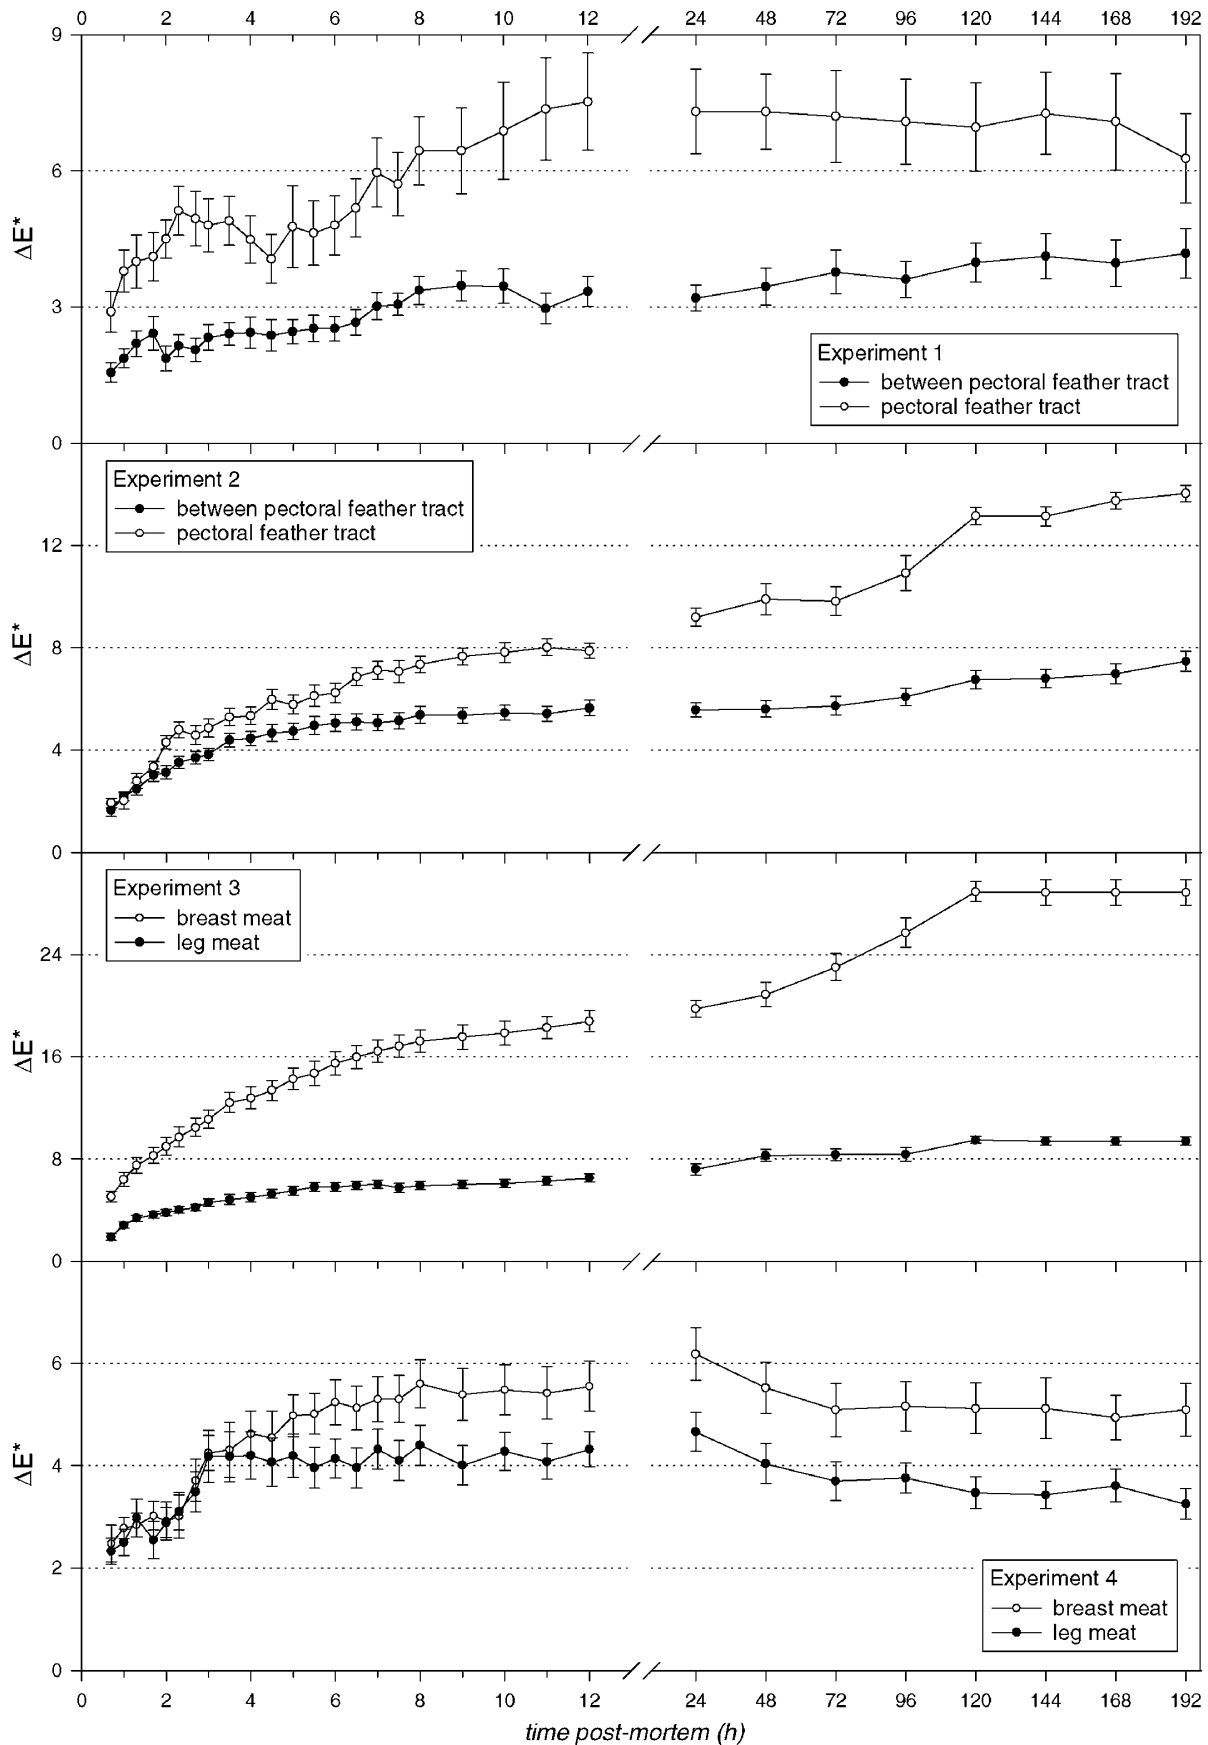 0 2 4 6 8 10 12 24 48 72 96 120 144 168 192
9
6
ΔE*
3
0
Experiment 1
between pectoral feather tract
pectoral feather tract
Experiment 2
between pectoral feather tract
pectoral feather tract
12
8
ΔE*
4
0
Experiment 3
breast meat
leg meat
24
16
ΔE*
8
0
6
4
ΔE*
2
0
Experiment 4
breast meat
leg meat
0 2 4 6 8 10 12 24 48 72 96 120 144 168 192
time post-mortem (h)